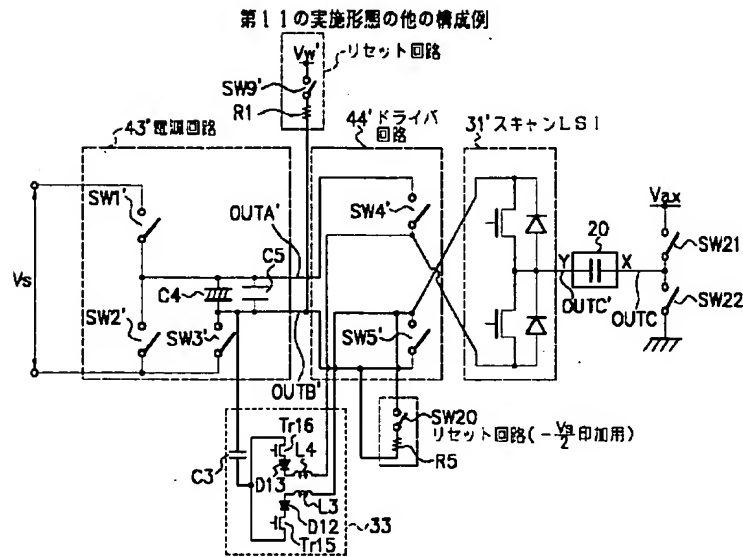 第11の実施形態の他の構成例
Vw'
リセット回路
SW9'
R1
43'電源回路
44'ドライバ
回路
31'スキャンLSI
SW1'
OUTA'
SW4'
Vax
Vs
C4
C5
20
SW21
Y
X
OUTC'
OUTC
SW22
SW2'
SW3'
SW5'
OUTB'
Tr16
SW20
リセット回路(-Vs/2印加用)
C3
L4
R5
D13
L3
D12
33
Tr15